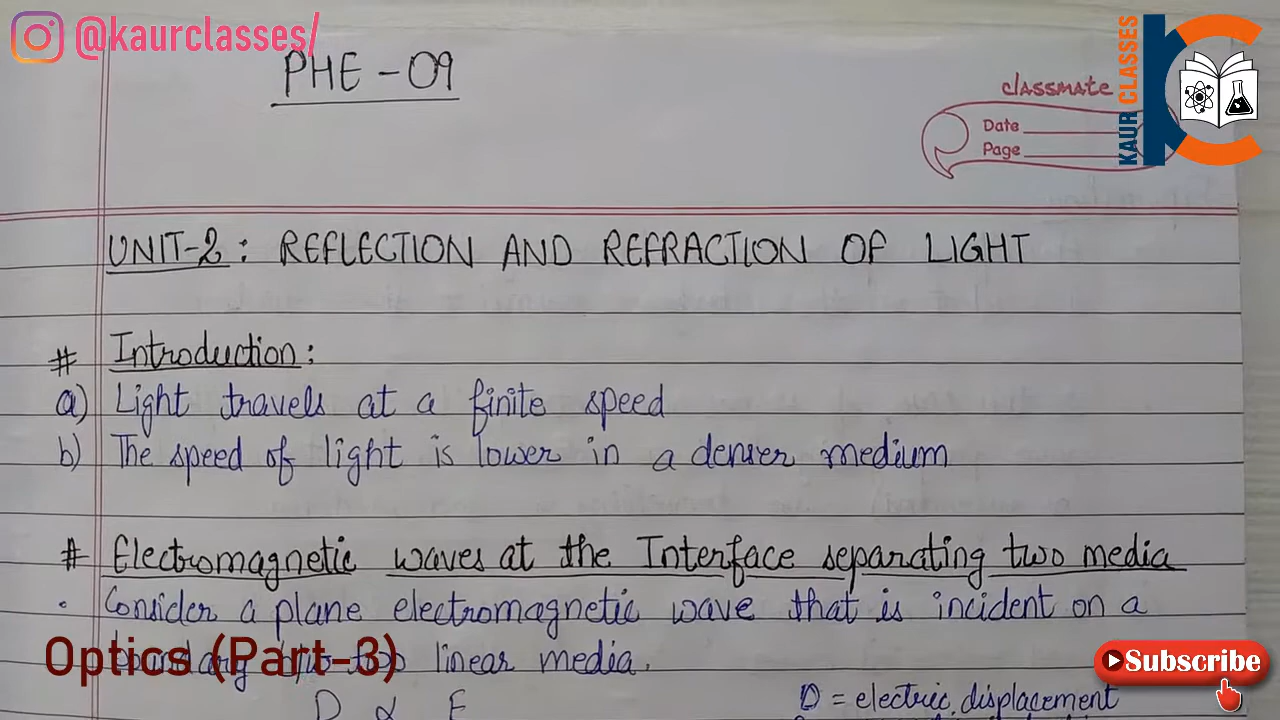 @kaurclasses/
PHE-09
classmate
Date
Page
KAUR CLASSES
UNIT-2: REFLECTION AND REFRACTION OF LIGHT
# Introduction:
a) Light travels at a finite speed
b) The speed of light is lower in a denser medium
# Electromagnetic waves at the Interface separating two media
• Consider a plane electromagnetic wave that is incident on a
boundary b/w two linear media.
Optics (Part-3)
Subscribe
D ∝ E
D = electric displacement